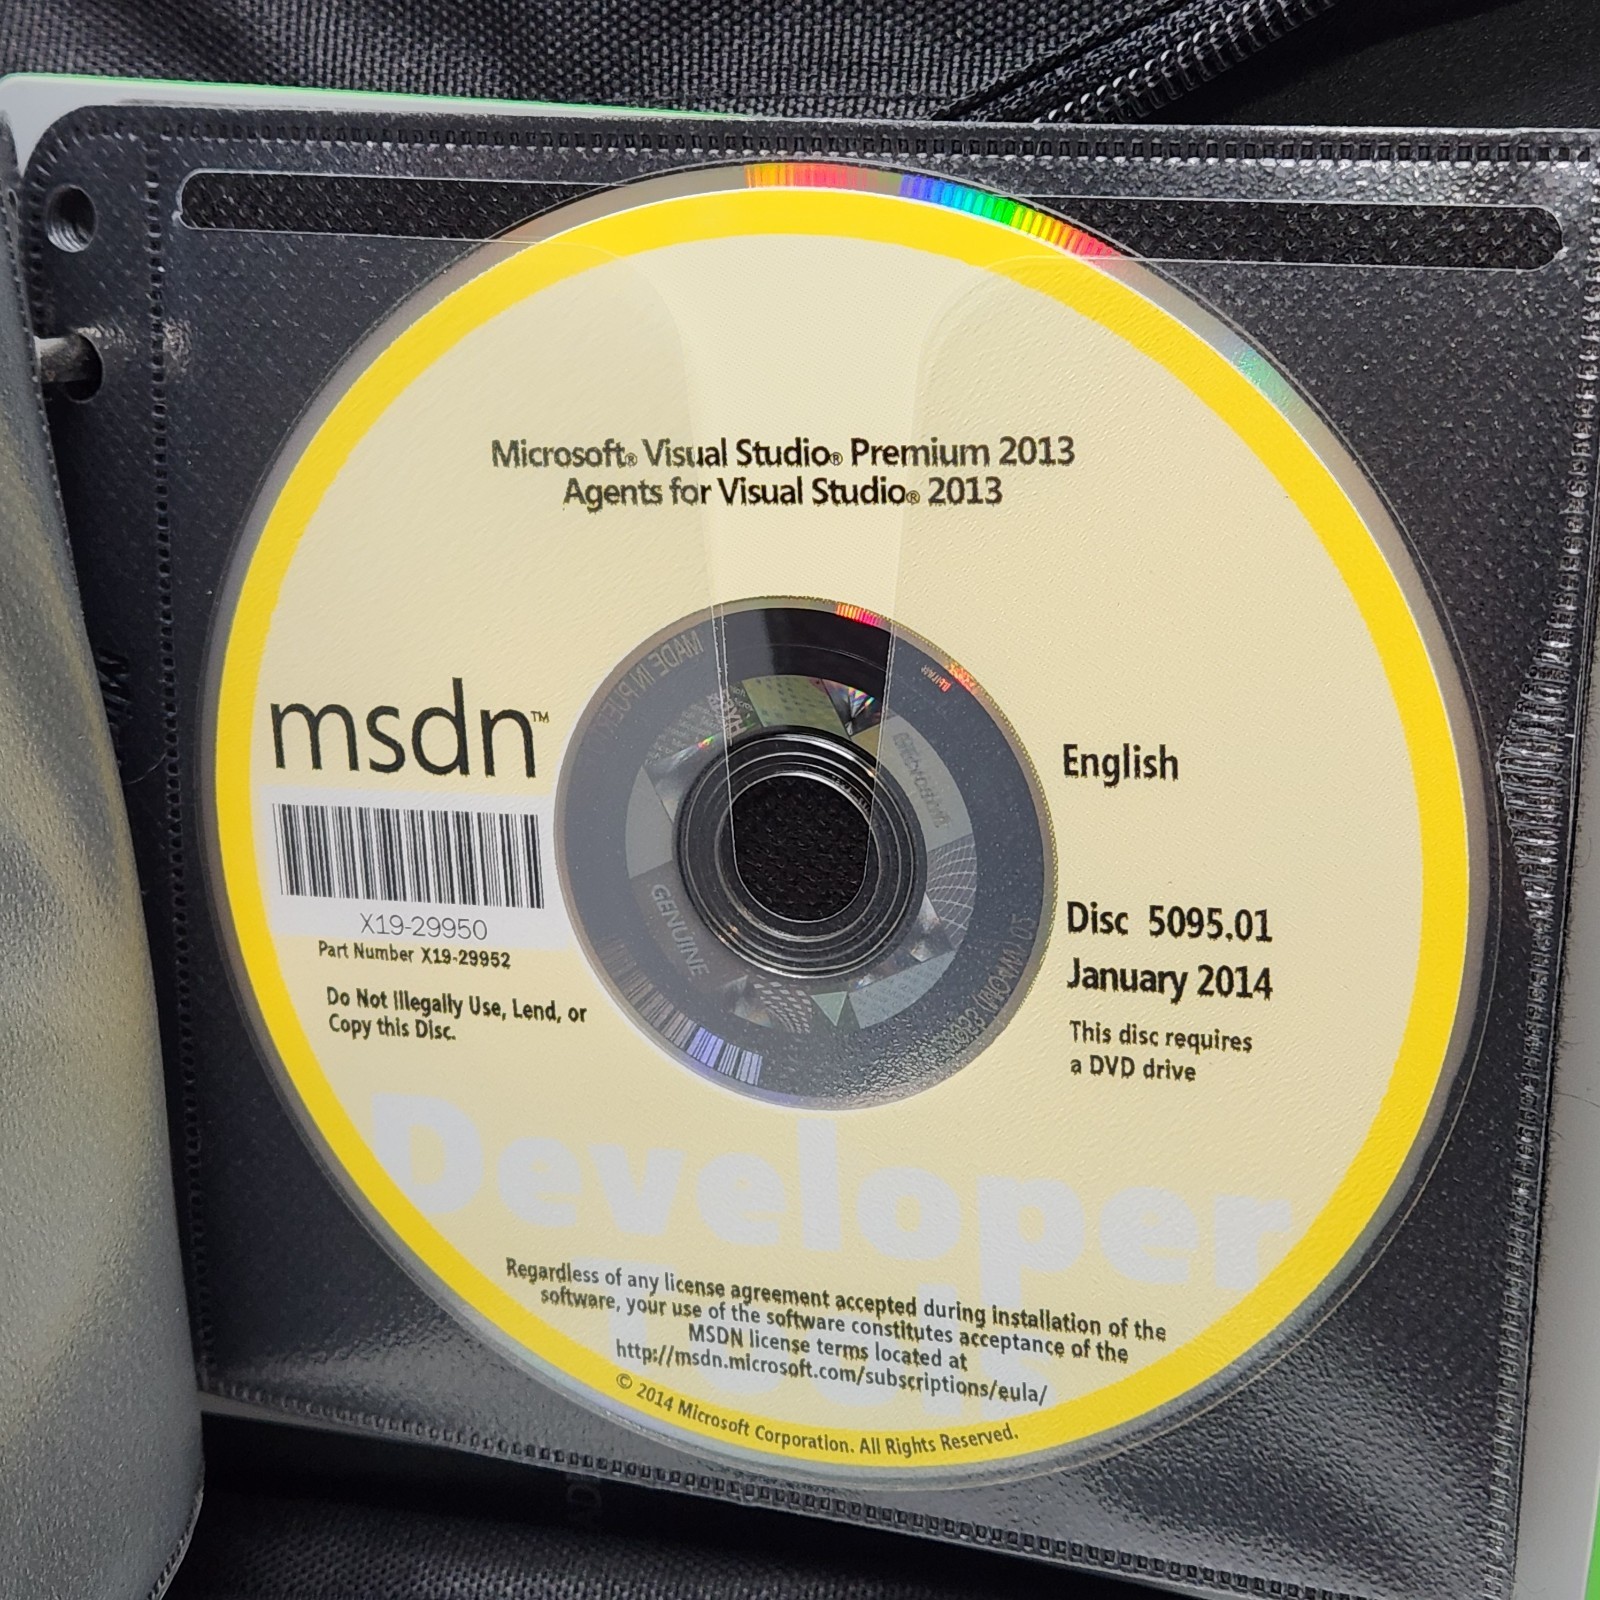 Microsoft® Visual Studio® Premium 2013
Agents for Visual Studio® 2013
msdn™
X19-29950
Part Number X19-29952
Do Not Illegally Use, Lend, or
Copy this Disc.
English
Disc 5095.01
January 2014
This disc requires
a DVD drive
GENUINE
Developer
Tools
Regardless of any license agreement accepted during installation of the
software, your use of the software constitutes acceptance of the
MSDN license terms located at
http://msdn.microsoft.com/subscriptions/eula/
© 2014 Microsoft Corporation. All Rights Reserved.